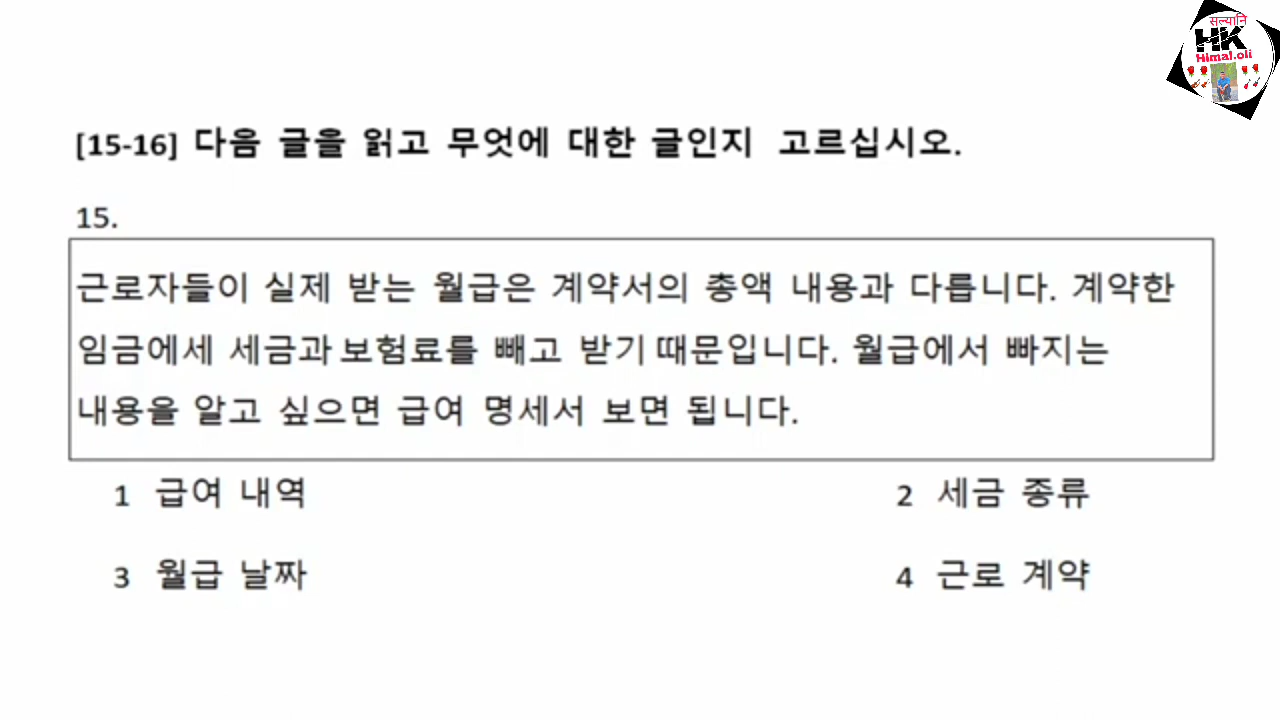 सल्यानि
HK
Himal.oli
[15-16] 다음 글을 읽고 무엇에 대한 글인지 고르십시오.
15.
근로자들이 실제 받는 월급은 계약서의 총액 내용과 다릅니다. 계약한
임금에세 세금과 보험료를 빼고 받기 때문입니다. 월급에서 빠지는
내용을 알고 싶으면 급여 명세서 보면 됩니다.
1 급여 내역
2 세금 종류
3 월급 날짜
4 근로 계약